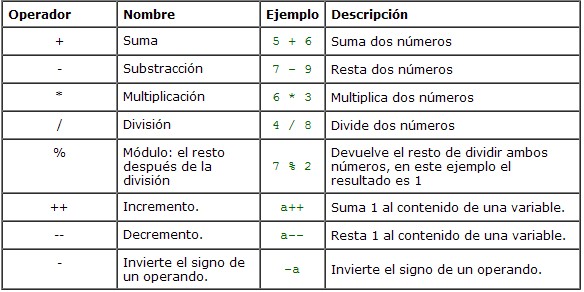 Operador Nombre Ejemplo Descripción
+ Suma 5 + 6 Suma dos números
- Substracción 7 - 9 Resta dos números
* Multiplicación 6 * 3 Multiplica dos números
/ División 4 / 8 Divide dos números
% Módulo: el resto
después de la
división
7 % 2
Devuelve el resto de dividir ambos
números, en este ejemplo el
resultado es 1
++ Incremento. a++ Suma 1 al contenido de una variable.
-- Decremento. a-- Resta 1 al contenido de una variable.
- Invierte el signo de
un operando.
-a Invierte el signo de un operando.